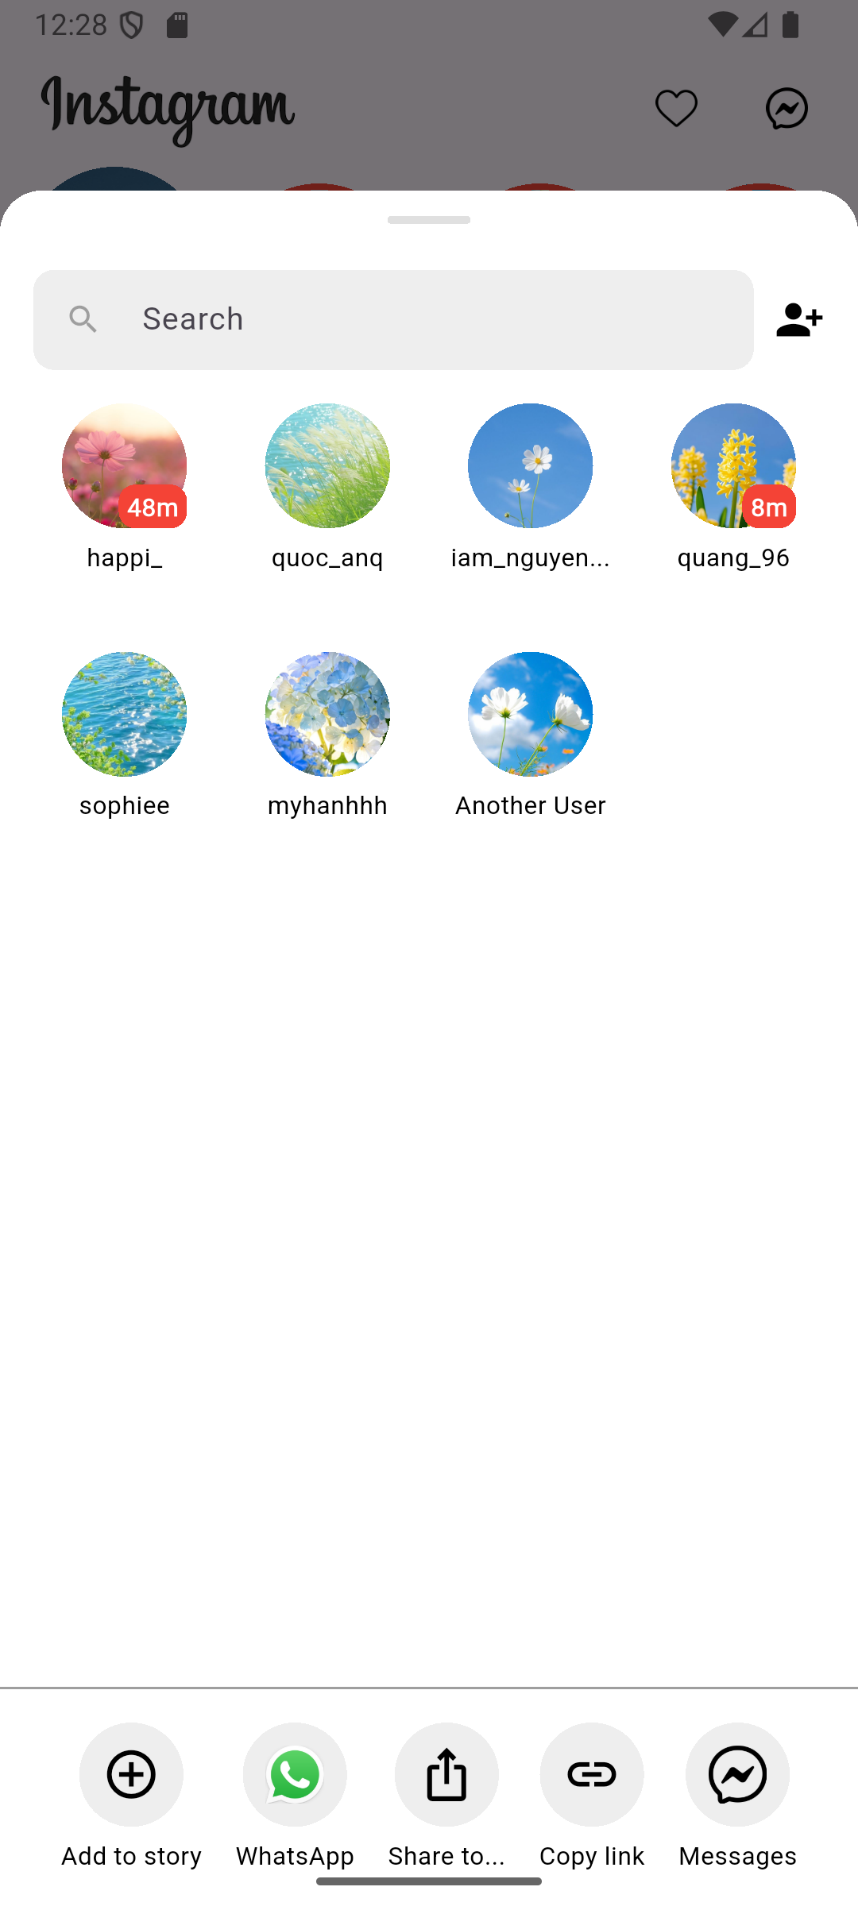 12:28
Instagram
Search
48m
8m
happi_
quoc_anq
iam_nguyen...
quang_96
sophiee
myhanhhh
Another User
Add to story
WhatsApp
Share to...
Copy link
Messages